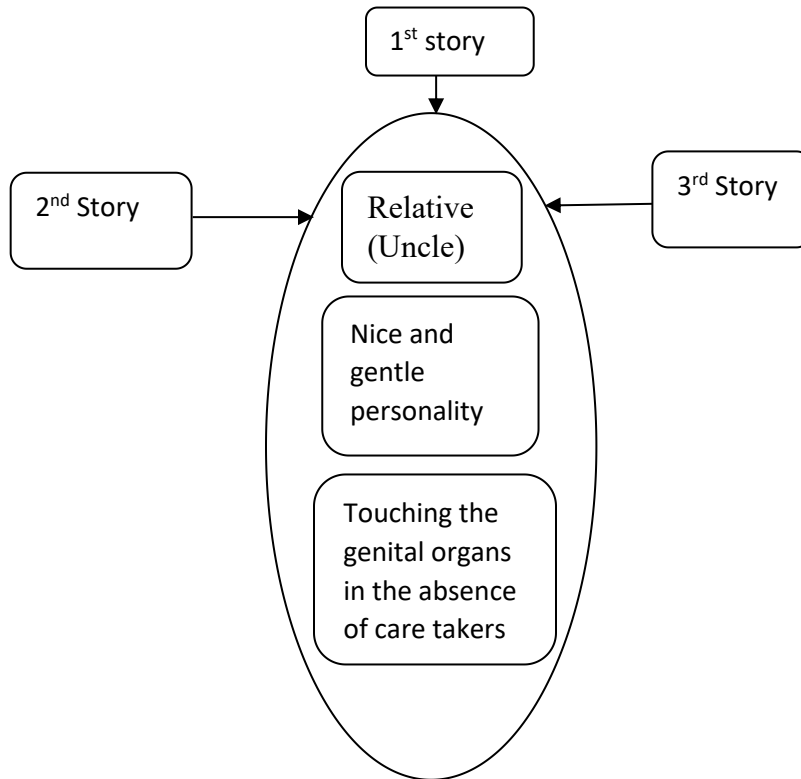 1st story
2nd Story
3rd Story
Relative
(Uncle)
Nice and
gentle
personality
Touching the
genital organs
in the absence
of care takers